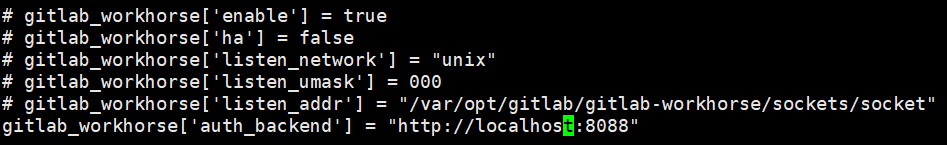 # gitlab_workhorse['enable'] = true
# gitlab_workhorse['ha'] = false
# gitlab_workhorse['listen_network'] = "unix"
# gitlab_workhorse['listen_umask'] = 000
# gitlab_workhorse['listen_addr'] = "/var/opt/gitlab/gitlab-workhorse/sockets/socket"
gitlab_workhorse['auth_backend'] = "http://localhost:8088"